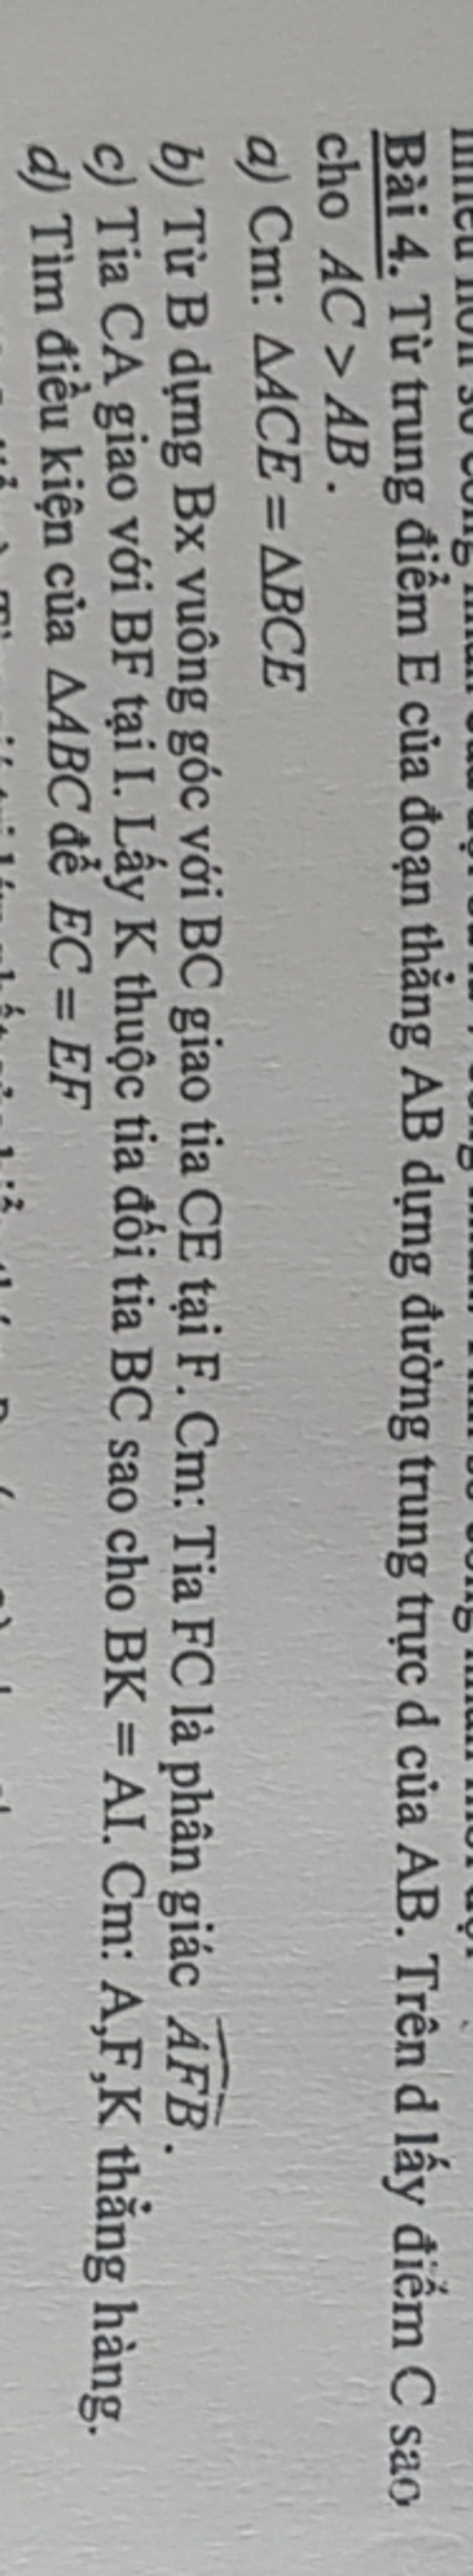 Bài 4. Từ trung điểm E của đoạn thẳng AB dựng đường trung trực d của AB. Trên d lấy điểm C sao
cho AC > AB.
a) Cm: ΔACE = ΔBCE
b) Từ B dựng Bx vuông góc với BC giao tia CE tại F. Cm: Tia FC là phân giác $\widehat{AFB}$.
c) Tia CA giao với BF tại I. Lấy K thuộc tia đối tia BC sao cho BK = AI. Cm: A,F,K thẳng hàng.
d) Tìm điều kiện của ΔABC để EC = EF